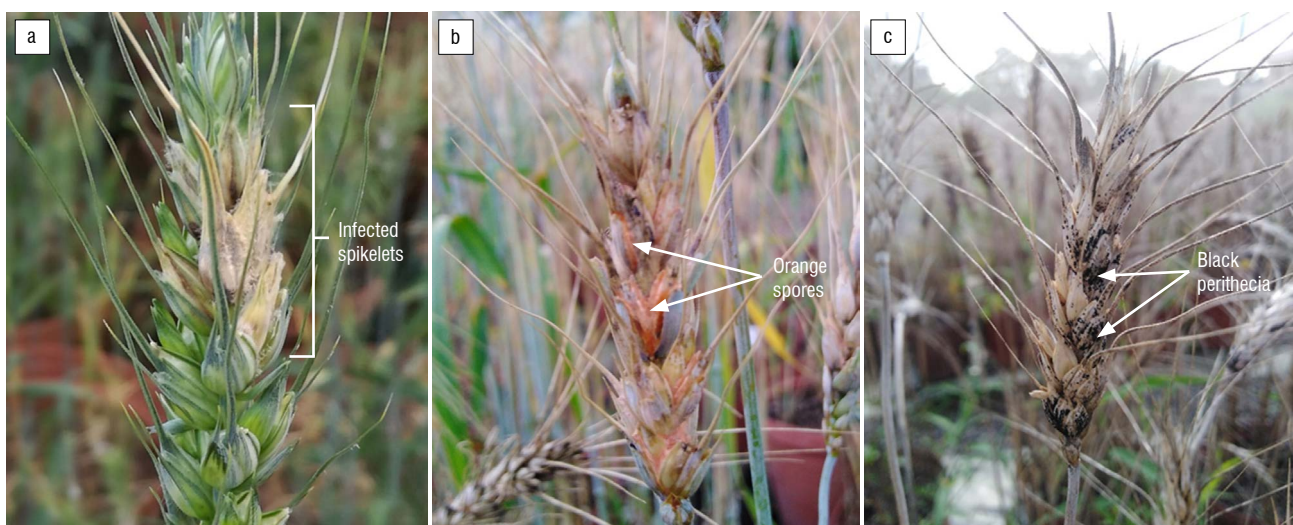 a
Infected
spikelets
b
Orange
spores
c
Black
perithecia